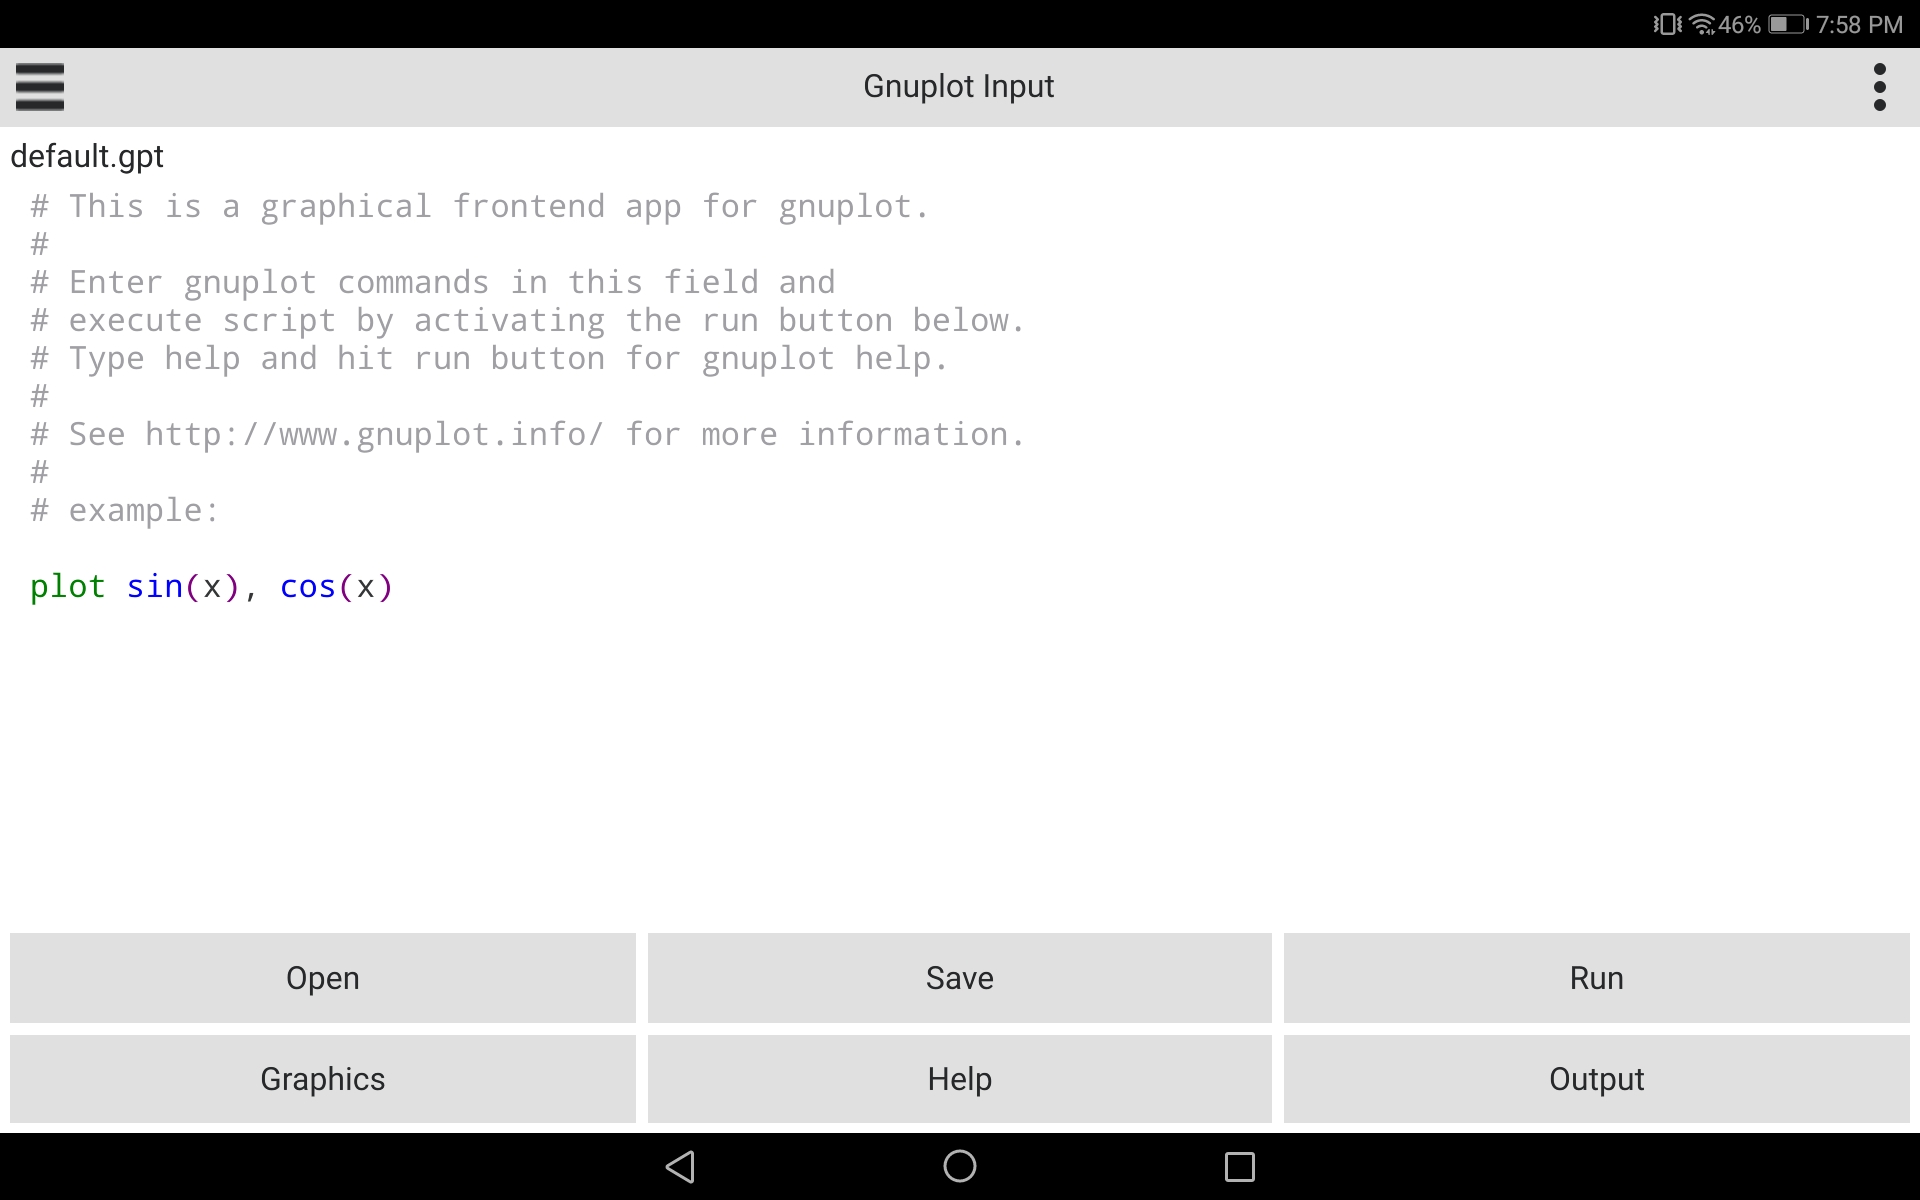 46% 7:58 PM
Gnuplot Input
default.gpt
# This is a graphical frontend app for gnuplot.
#
# Enter gnuplot commands in this field and
# execute script by activating the run button below.
# Type help and hit run button for gnuplot help.
#
# See http://www.gnuplot.info/ for more information.
#
# example:
plot sin(x), cos(x)
Open Save Run
Graphics Help Output